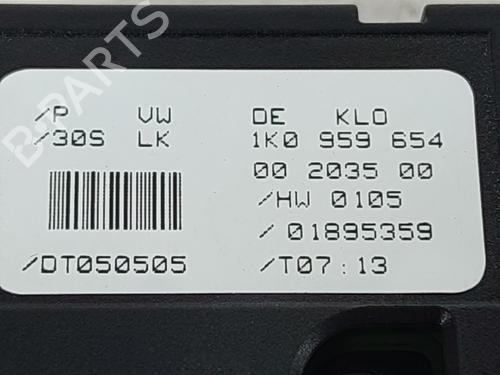 /P VW DE KLO
/30S LK 1K0 959 654
00 2035 00
/HW 0105
/ 01895359
/DT050505 /T07:13
B-PARTS